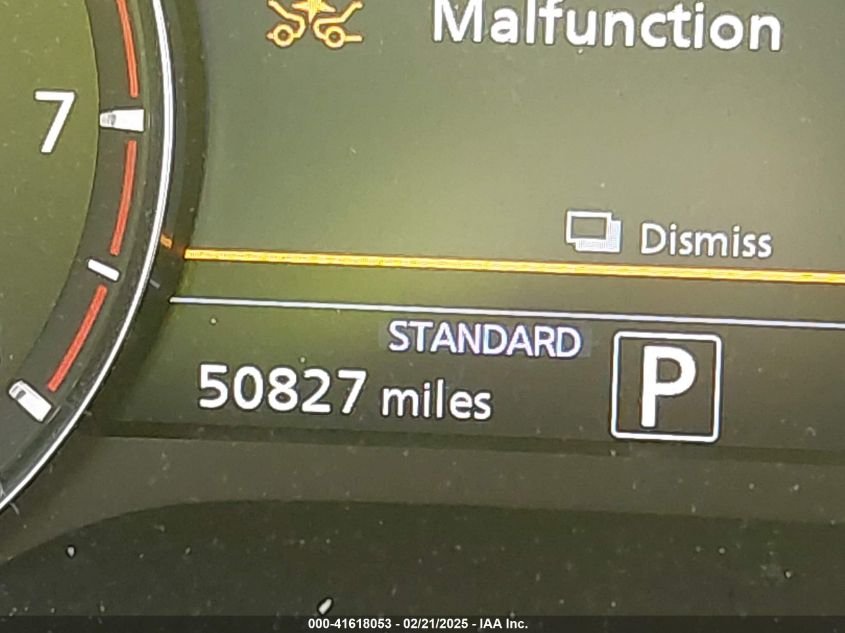 Malfunction
7
Dismiss
STANDARD
50827 miles
P
000-41618053 - 02/21/2025 - IAA Inc.